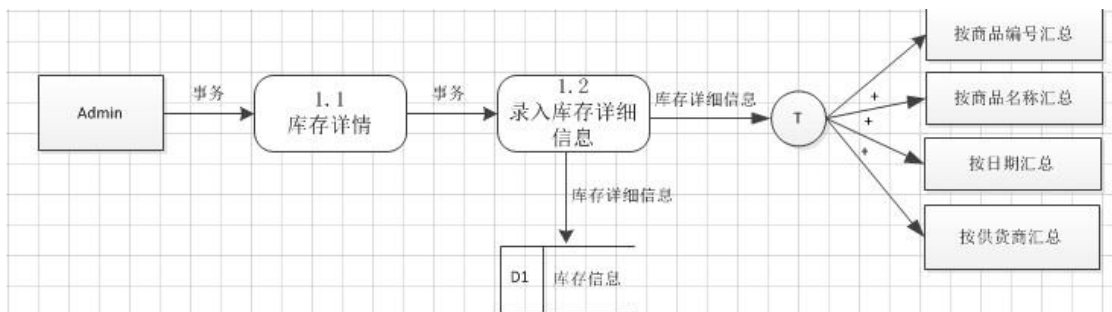 按商品编号汇总
Admin
事务
1.1
库存详情
事务
1.2
录入库存详细
信息
库存详细信息
T
+
按商品名称汇总
+
按日期汇总
+
按供货商汇总
库存详细信息
D1
库存信息